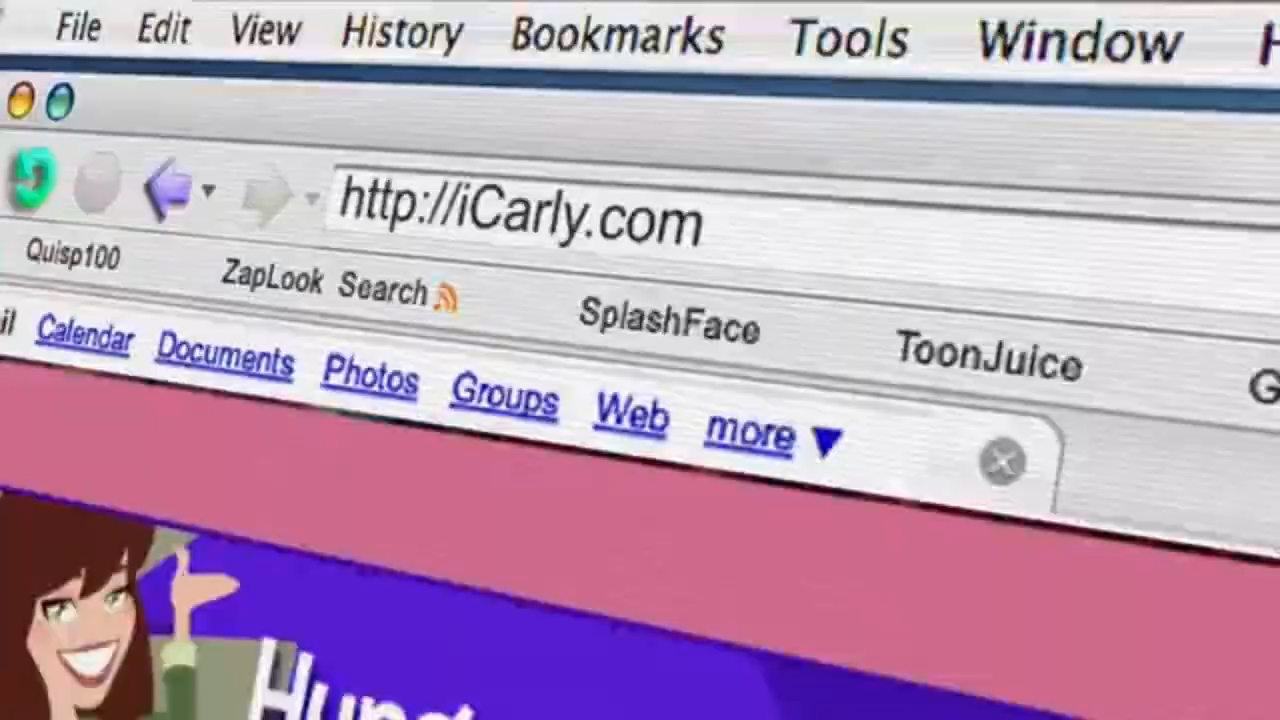 File Edit View History Bookmarks Tools Window
http://iCarly.com
Quisp100 ZapLook Search SplashFace ToonJuice
Calendar Documents Photos Groups Web more